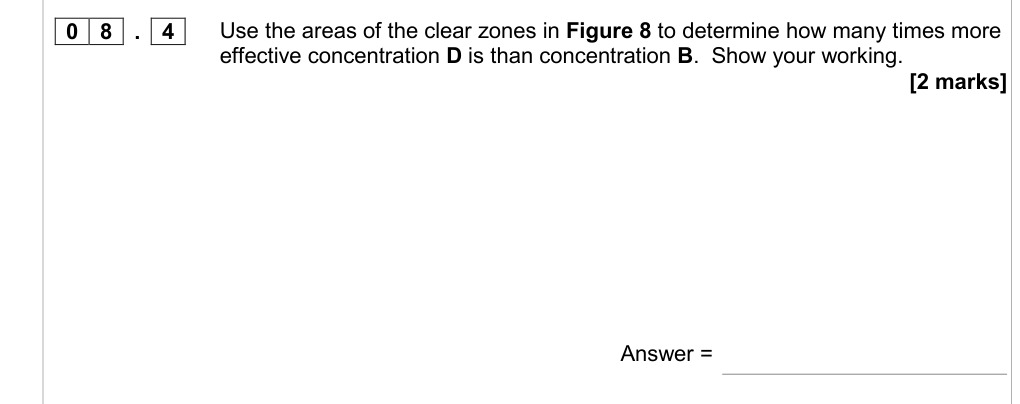 0 8 . 4 Use the areas of the clear zones in Figure 8 to determine how many times more
effective concentration D is than concentration B. Show your working.
[2 marks]
Answer =